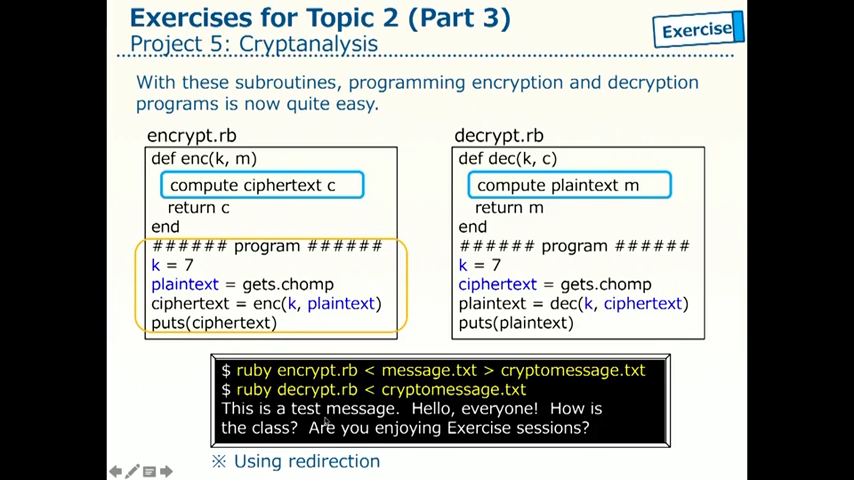 Exercises for Topic 2 (Part 3)
Exercise
Project 5: Cryptanalysis
With these subroutines, programming encryption and decryption
programs is now quite easy.
encrypt.rb
def enc(k, m)
compute ciphertext c
return c
end
###### program ######
k = 7
plaintext = gets.chomp
ciphertext = enc(k, plaintext)
puts(ciphertext)
decrypt.rb
def dec(k, c)
compute plaintext m
return m
end
###### program ######
k = 7
ciphertext = gets.chomp
plaintext = dec(k, ciphertext)
puts(plaintext)
$ ruby encrypt.rb < message.txt > cryptomessage.txt
$ ruby decrypt.rb < cryptomessage.txt
This is a test message.  Hello, everyone!  How is
the class?  Are you enjoying Exercise sessions?
※ Using redirection